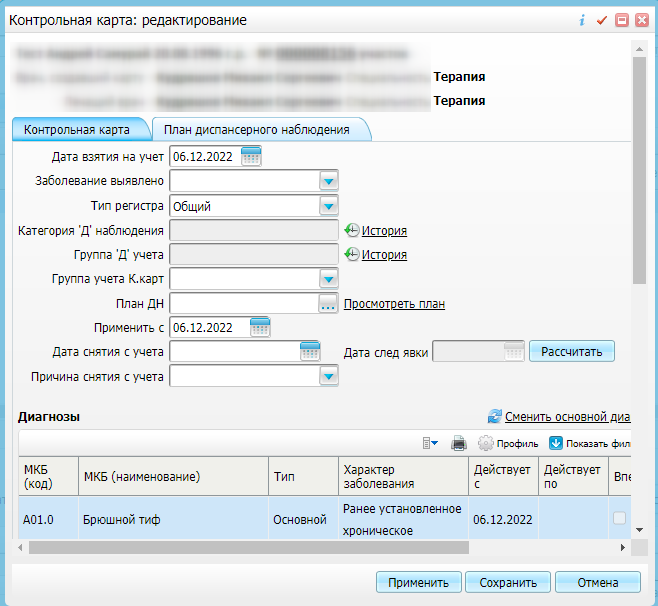 Контрольная карта: редактирование
Терапия
Терапия
Контрольная карта План диспансерного наблюдения
Дата взятия на учет 06.12.2022
Заболевание выявлено
Тип регистра Общий
Категория 'Д' наблюдения История
Группа 'Д' учета История
Группа учета К.карт
План ДН ... Просмотреть план
Применить с 06.12.2022
Дата снятия с учета Дата след явки Рассчитать
Причина снятия с учета
Диагнозы Сменить основной диа
Профиль Показать фил
МКБ (код) МКБ (наименование) Тип Характер заболевания Действует с Действует по Впе
A01.0 Брюшной тиф Основной Ранее установленное хроническое 06.12.2022
Применить Сохранить Отмена